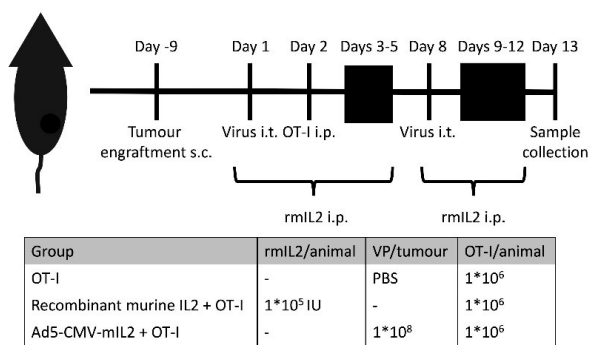 Day -9 Day 1 Day 2 Days 3-5 Day 8 Days 9-12 Day 13
Tumour Virus i.t. OT-I i.p. Virus i.t. Sample
engraftment s.c. collection
rmIL2 i.p. rmIL2 i.p.
Group rmIL2/animal VP/tumour OT-I/animal
OT-I - PBS 1*10⁶
Recombinant murine IL2 + OT-I 1*10⁵ IU - 1*10⁶
Ad5-CMV-mIL2 + OT-I - 1*10⁸ 1*10⁶